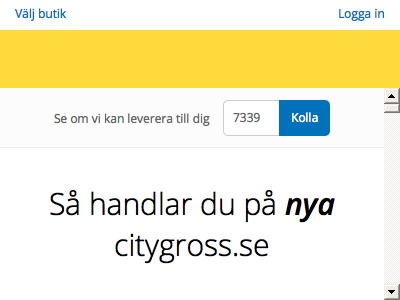 Välj butik
Logga in
Se om vi kan leverera till dig
7339
Kolla
Så handlar du på nya
citygross.se